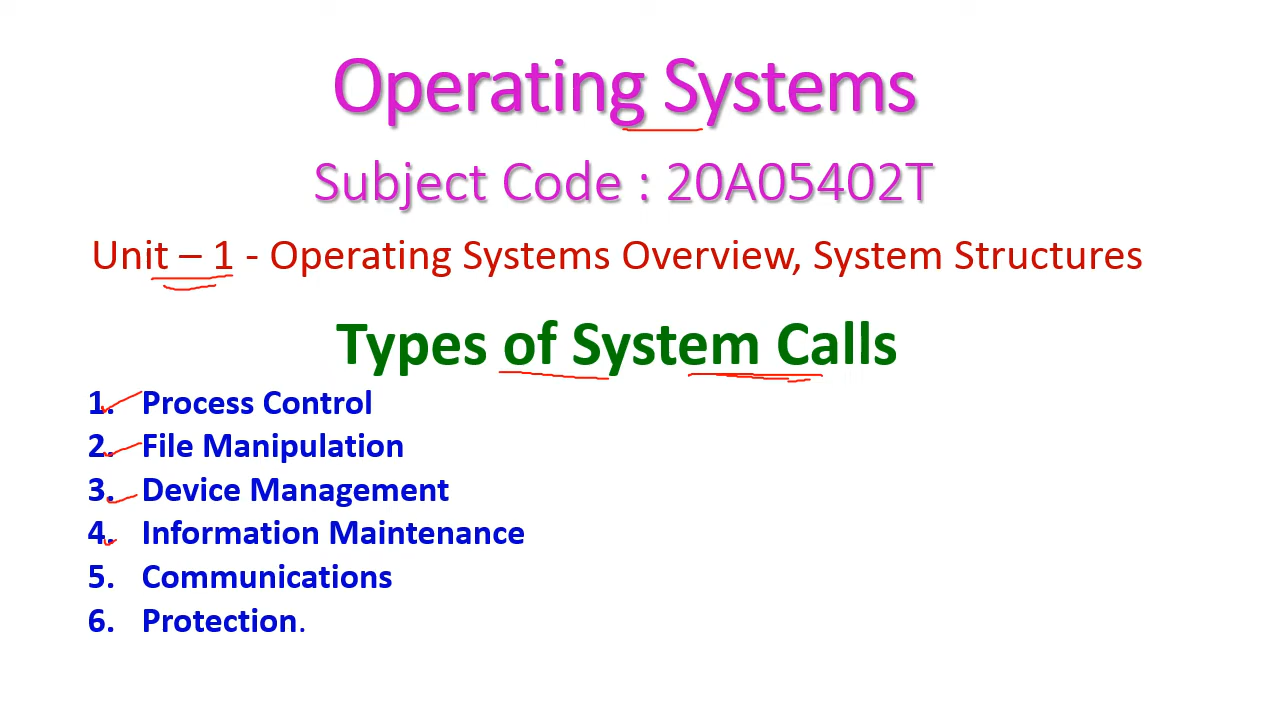 Operating Systems
Subject Code : 20A05402T
Unit – 1 - Operating Systems Overview, System Structures
Types of System Calls
1. Process Control
2. File Manipulation
3. Device Management
4. Information Maintenance
5. Communications
6. Protection.